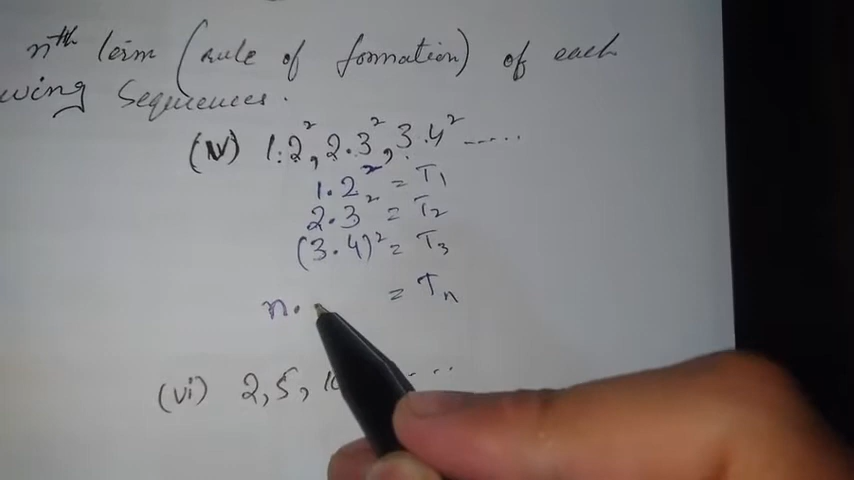 nth term (rule of formation) of each
wing Sequences.
(iv) 1.2², 2.3², 3.4² .....
1.2² = T₁
2.3² = T₂
(3.4)² = T₃
n. = Tₙ
(vi) 2, 5, ...